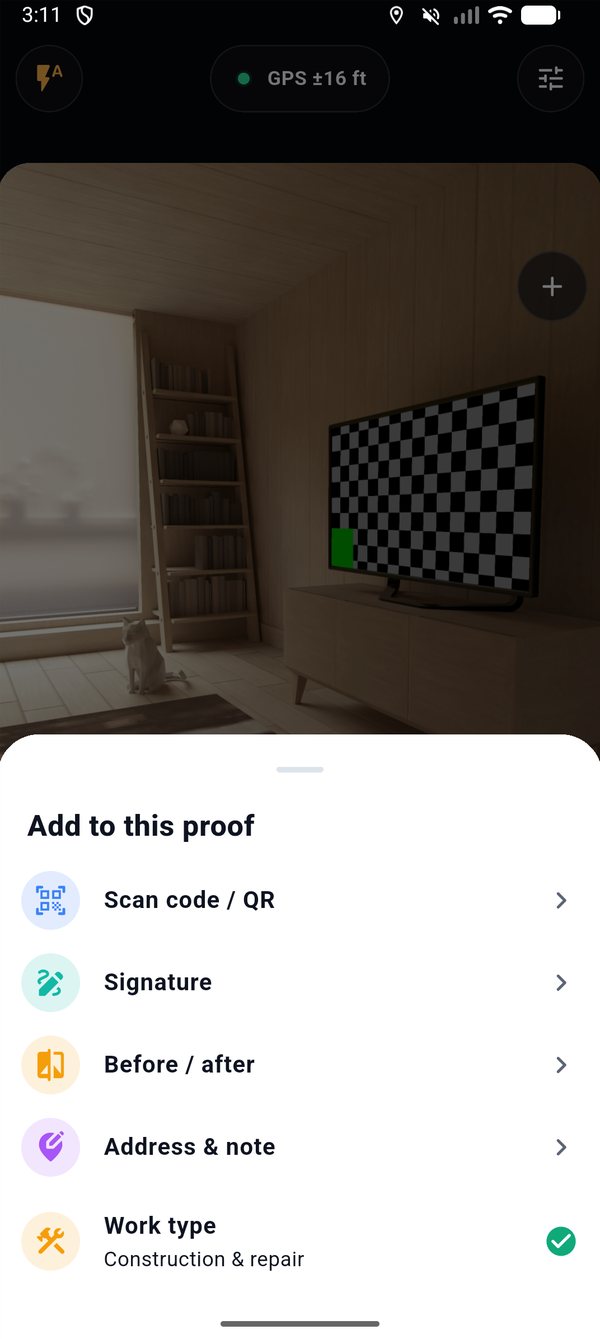 3:11
A
GPS ±16 ft
Add to this proof
Scan code / QR
Signature
Before / after
Address & note
Work type
Construction & repair